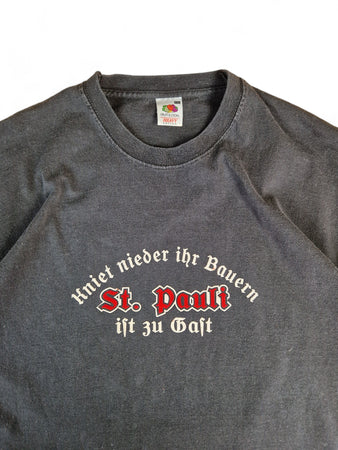 Kniet nieder ihr Bauern
St. Pauli
iſt zu Gaſt